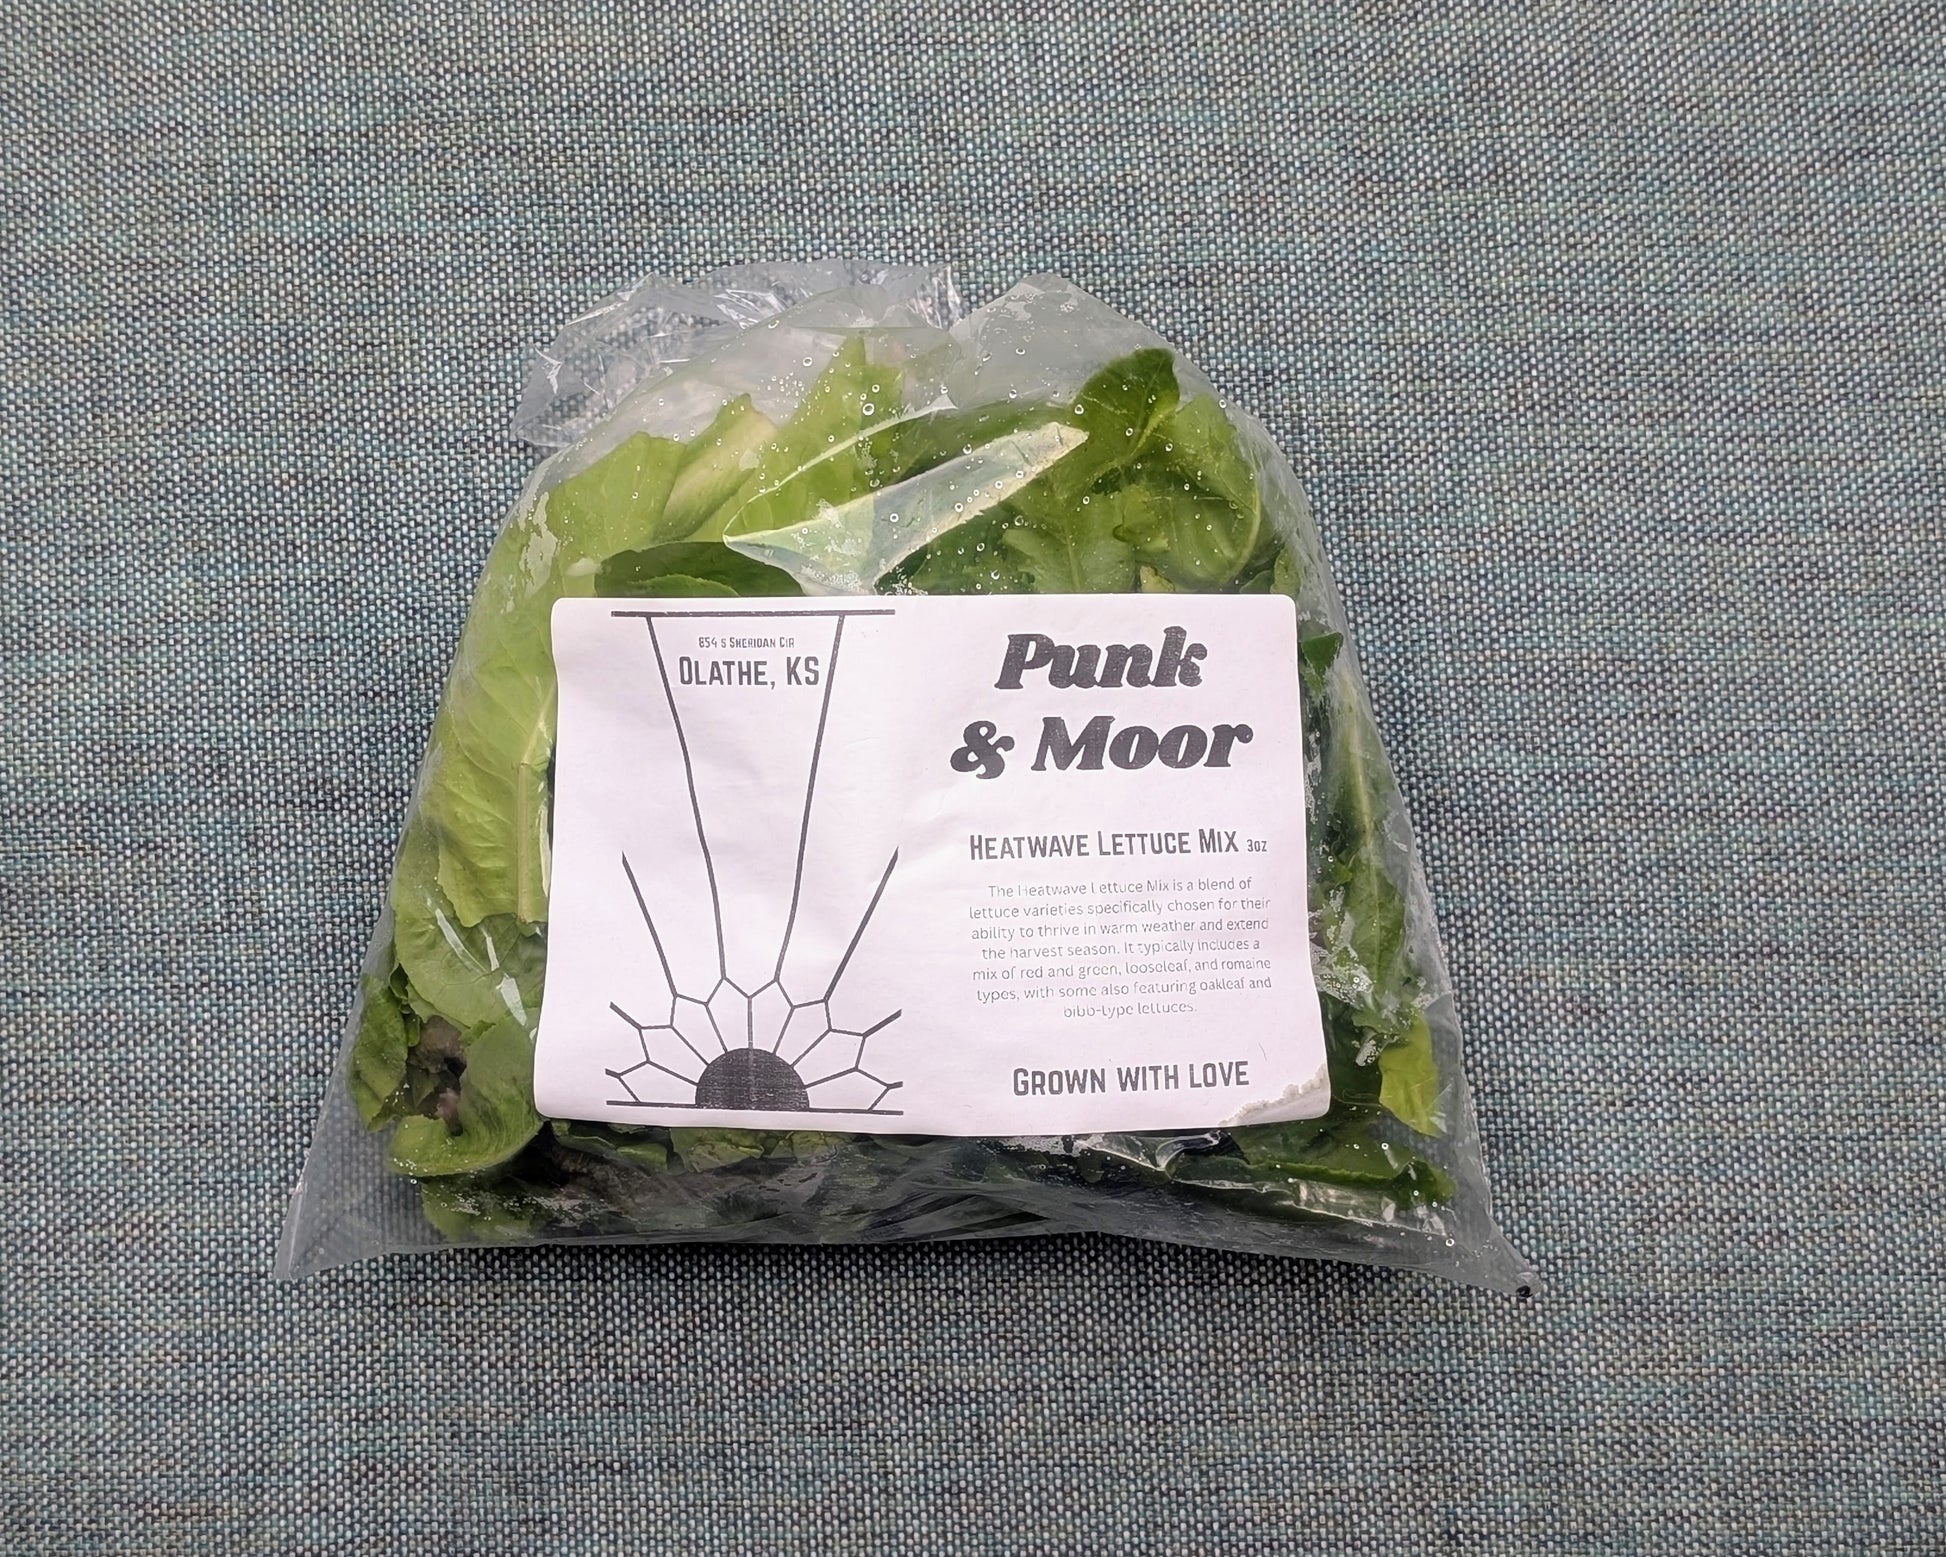 854 S Sheridan Cir
Olathe, KS
Punk
& Moor
Heatwave Lettuce Mix 3oz
The Heatwave Lettuce Mix is a blend of
lettuce varieties specifically chosen for their
ability to thrive in warm weather and extend
the harvest season. It typically includes a
mix of red and green, looseleaf, and romaine
types, with some also featuring oakleaf and
bibb-type lettuces.
Grown with love